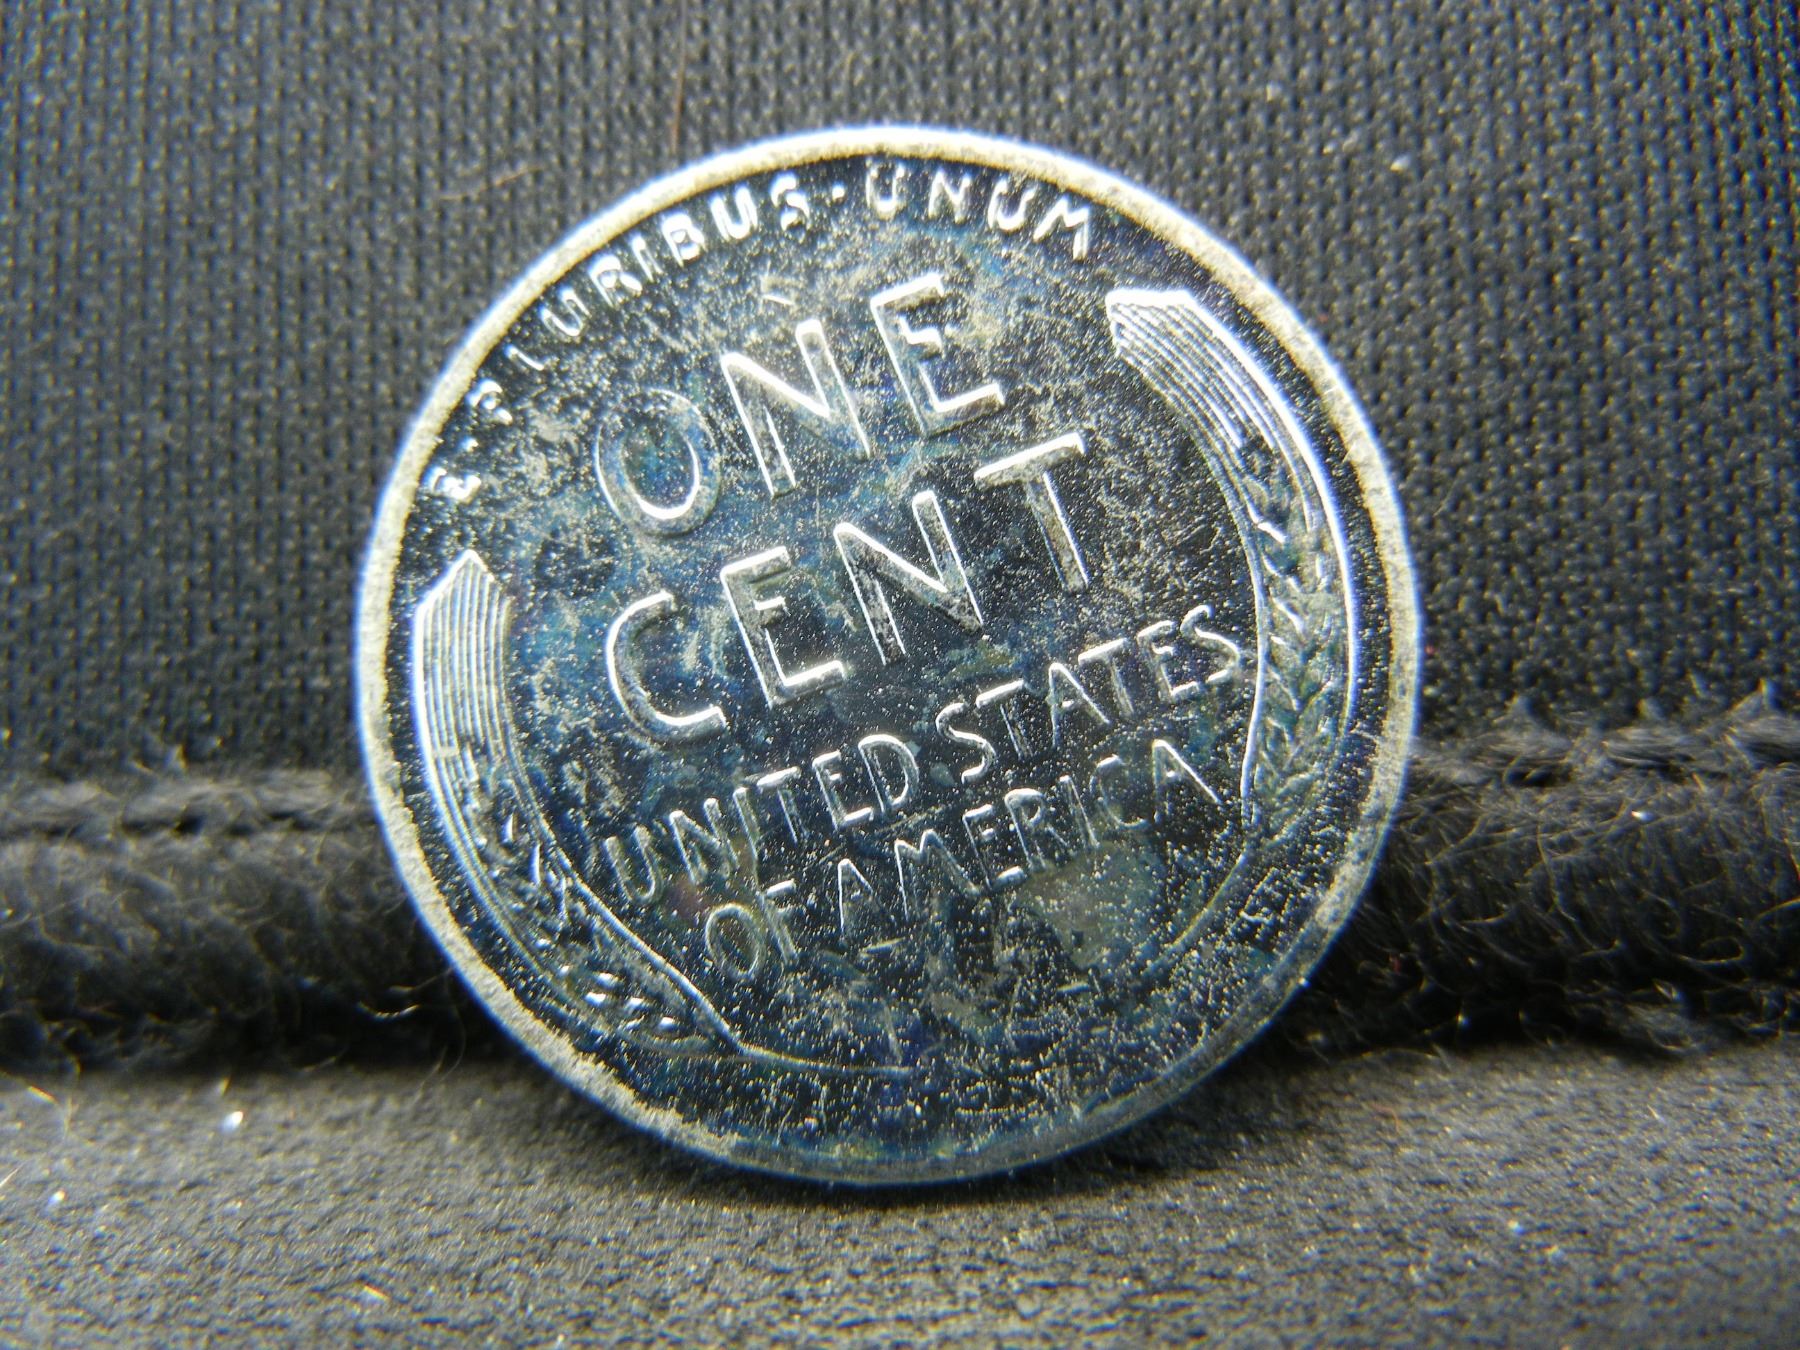 E·PLURIBUS·UNUM
ONE
CENT
UNITED STATES
OF AMERICA